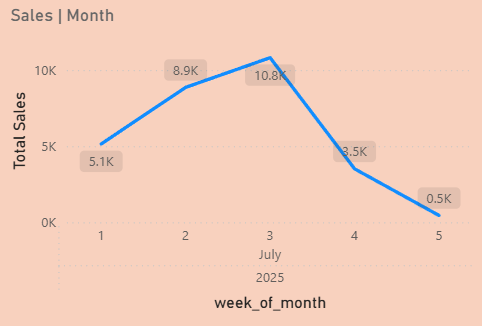 Sales | Month
10K
5K
0K
Total Sales
5.1K
8.9K
10.8K
3.5K
0.5K
1 2 3 4 5
July
2025
week_of_month